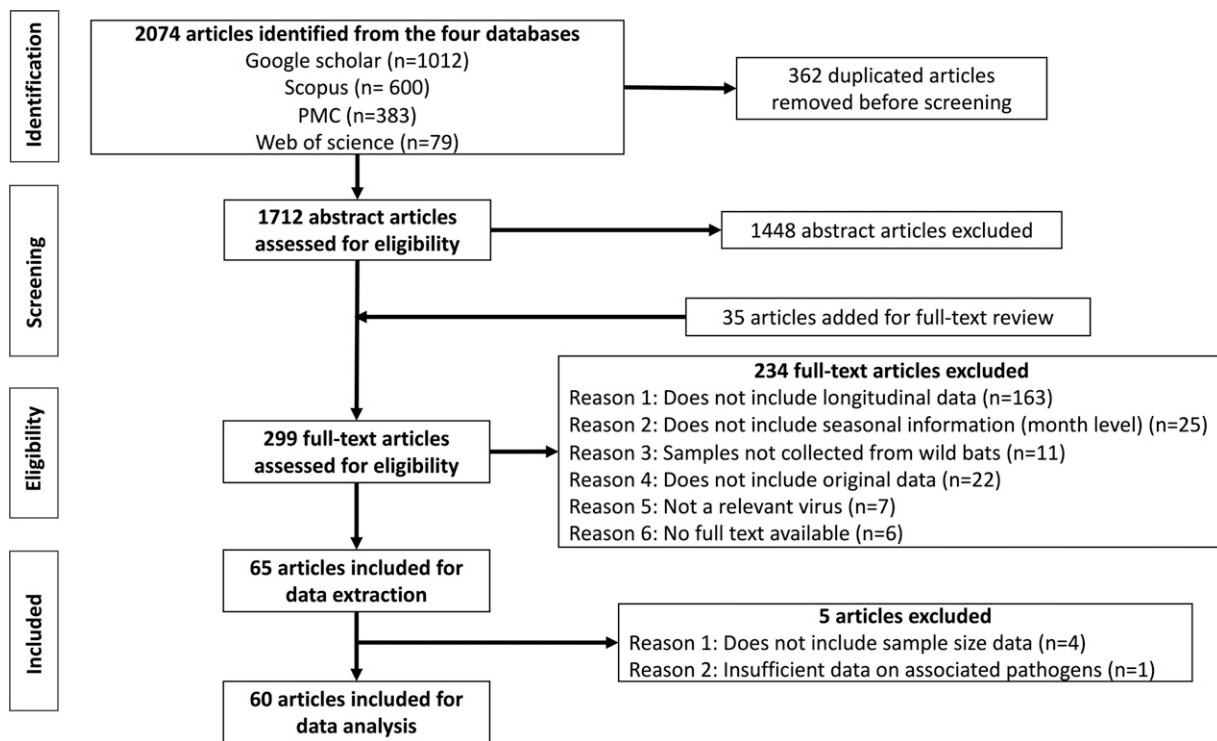 Identification
2074 articles identified from the four databases
Google scholar (n=1012)
Scopus (n= 600)
PMC (n=383)
Web of science (n=79)
362 duplicated articles
removed before screening
Screening
1712 abstract articles
assessed for eligibility
1448 abstract articles excluded
35 articles added for full-text review
Eligibility
299 full-text articles
assessed for eligibility
234 full-text articles excluded
Reason 1: Does not include longitudinal data (n=163)
Reason 2: Does not include seasonal information (month level) (n=25)
Reason 3: Samples not collected from wild bats (n=11)
Reason 4: Does not include original data (n=22)
Reason 5: Not a relevant virus (n=7)
Reason 6: No full text available (n=6)
Included
65 articles included for
data extraction
5 articles excluded
Reason 1: Does not include sample size data (n=4)
Reason 2: Insufficient data on associated pathogens (n=1)
60 articles included for
data analysis